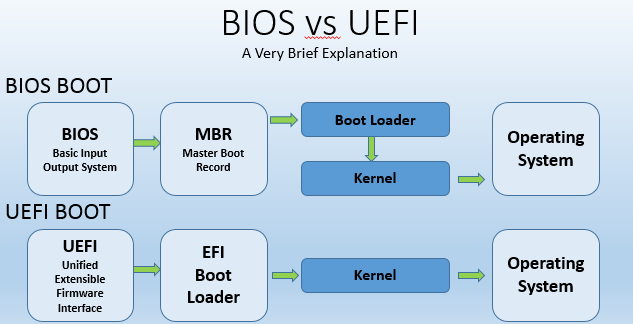 BIOS vs UEFI
A Very Brief Explanation
BIOS BOOT
BIOS
Basic Input
Output System
MBR
Master Boot
Record
Boot Loader
Kernel
Operating
System
UEFI BOOT
UEFI
Unified
Extensible
Firmware
Interface
EFI
Boot
Loader
Kernel
Operating
System